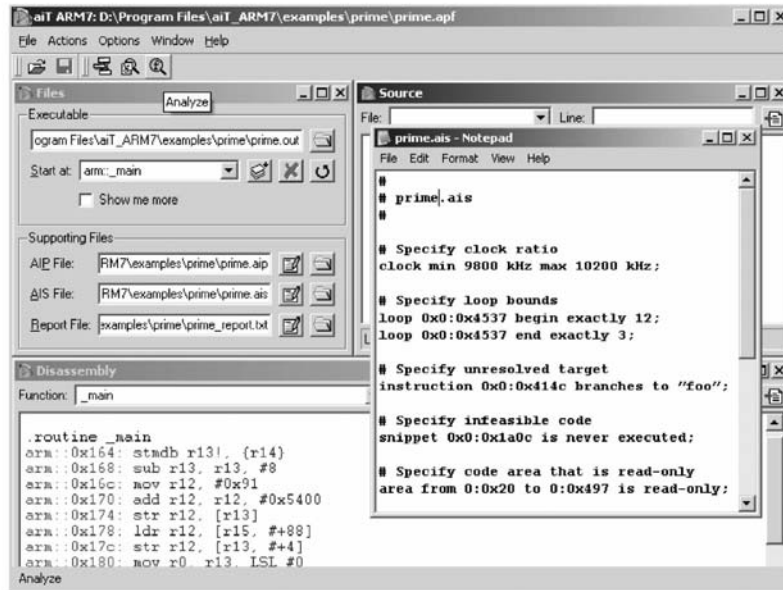 aiT ARM7: D:\Program Files\aiT_ARM7\examples\prime\prime.apf
File Actions Options Window Help
Files
Analyze
Executable
ogram Files\aiT_ARM7\examples\prime\prime.out
Start at: arm::_main
Show me more
Supporting Files
AIP File: RM7\examples\prime\prime.aip
AIS File: RM7\examples\prime\prime.ais
Report File: examples\prime\prime_report.txt
Source
File: Line:
prime.ais - Notepad
File Edit Format View Help
#
# prime.ais
#
# Specify clock ratio
clock min 9800 kHz max 10200 kHz;
# Specify loop bounds
loop 0x0:0x4537 begin exactly 12;
loop 0x0:0x4537 end exactly 3;
# Specify unresolved target
instruction 0x0:0x414c branches to "foo";
# Specify infeasible code
snippet 0x0:0x1a0c is never executed;
# Specify code area that is read-only
area from 0:0x20 to 0:0x497 is read-only;
Disassembly
Function: _main
.routine _main
arm::0x164: stmdb r13!, {r14}
arm::0x168: sub r13, r13, #8
arm::0x16c: mov r12, #0x91
arm::0x170: add r12, r12, #0x5400
arm::0x174: str r12, [r13]
arm::0x178: ldr r12, [r15, #+88]
arm::0x17c: str r12, [r13, #+4]
arm::0x180: mov r0, r13, LSL #0
Analyze